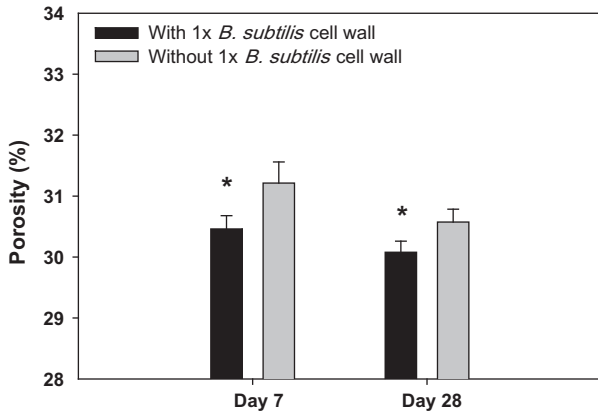 34
33
32
31
30
29
28
Porosity (%)
With 1x B. subtilis cell wall
Without 1x B. subtilis cell wall
*
*
Day 7
Day 28